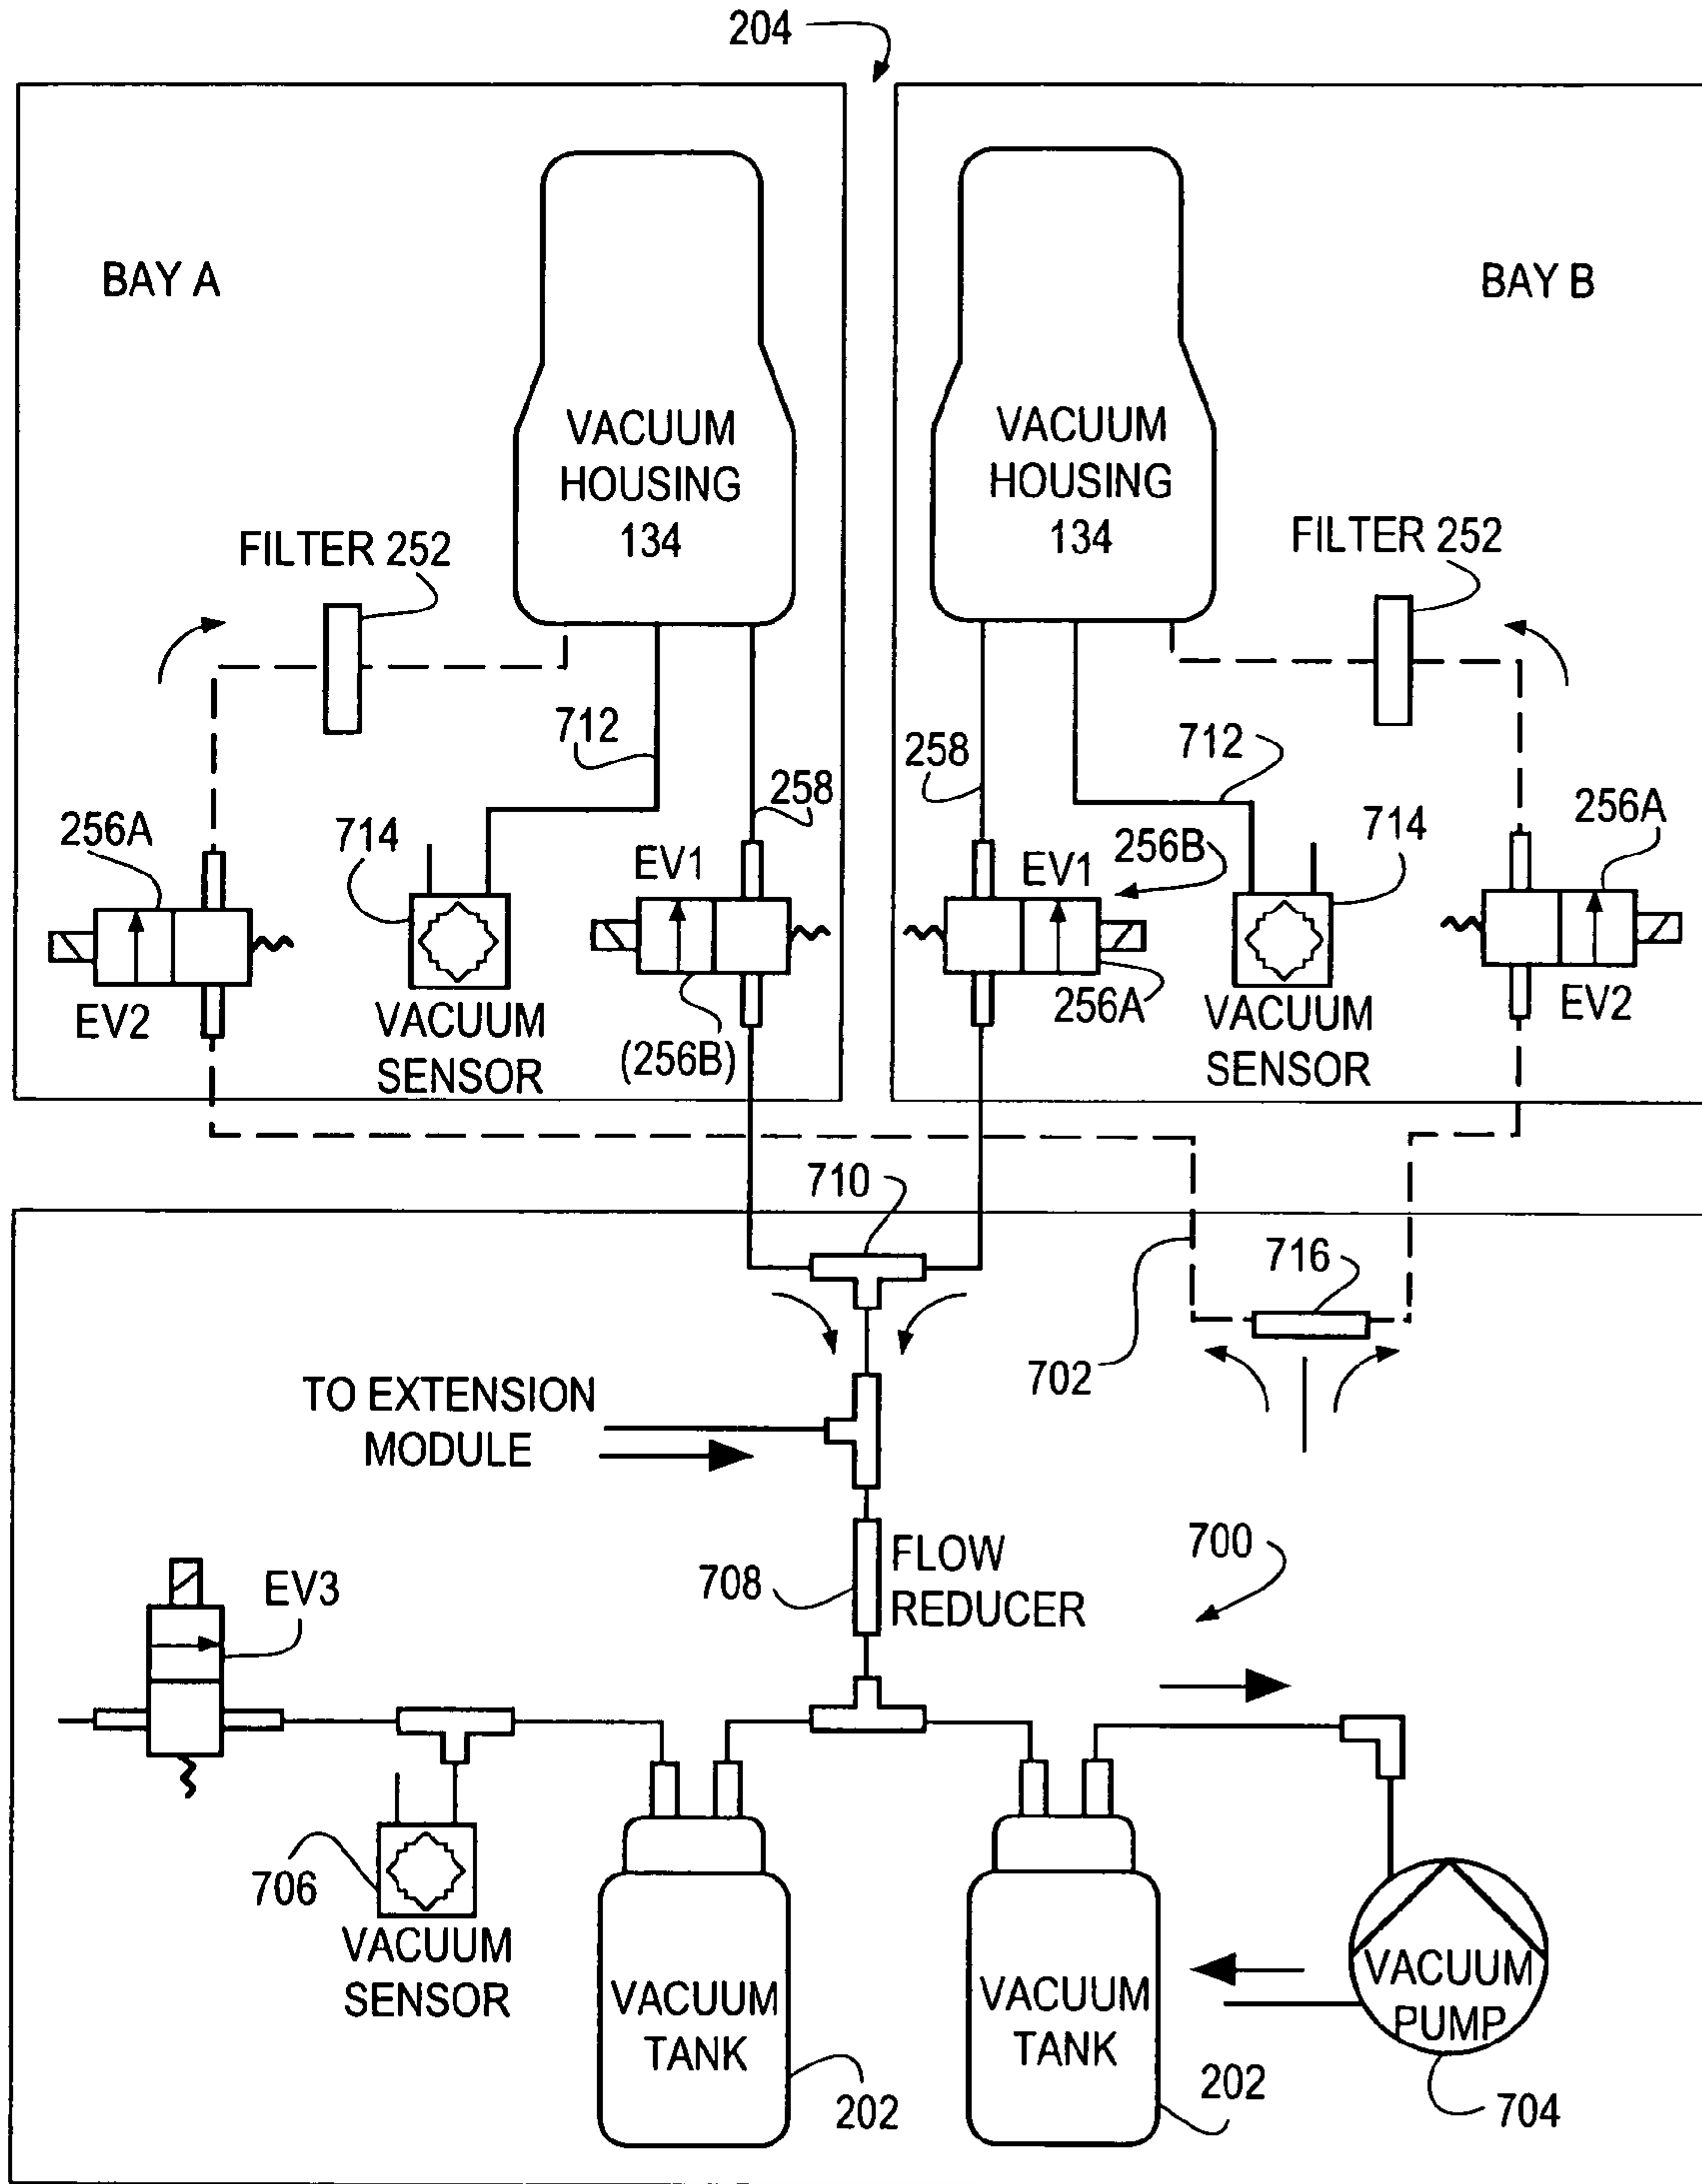 204
BAY A
BAY B
VACUUM
HOUSING
134
VACUUM
HOUSING
134
FILTER 252
FILTER 252
712
258
258
712
256A
714
EV1
EV1
256B
714
256A
EV2
VACUUM
SENSOR
(256B)
256A
VACUUM
SENSOR
EV2
710
716
702
TO EXTENSION
MODULE
708
FLOW
REDUCER
700
EV3
706
VACUUM
SENSOR
VACUUM
TANK
VACUUM
TANK
VACUUM
PUMP
202
202
704